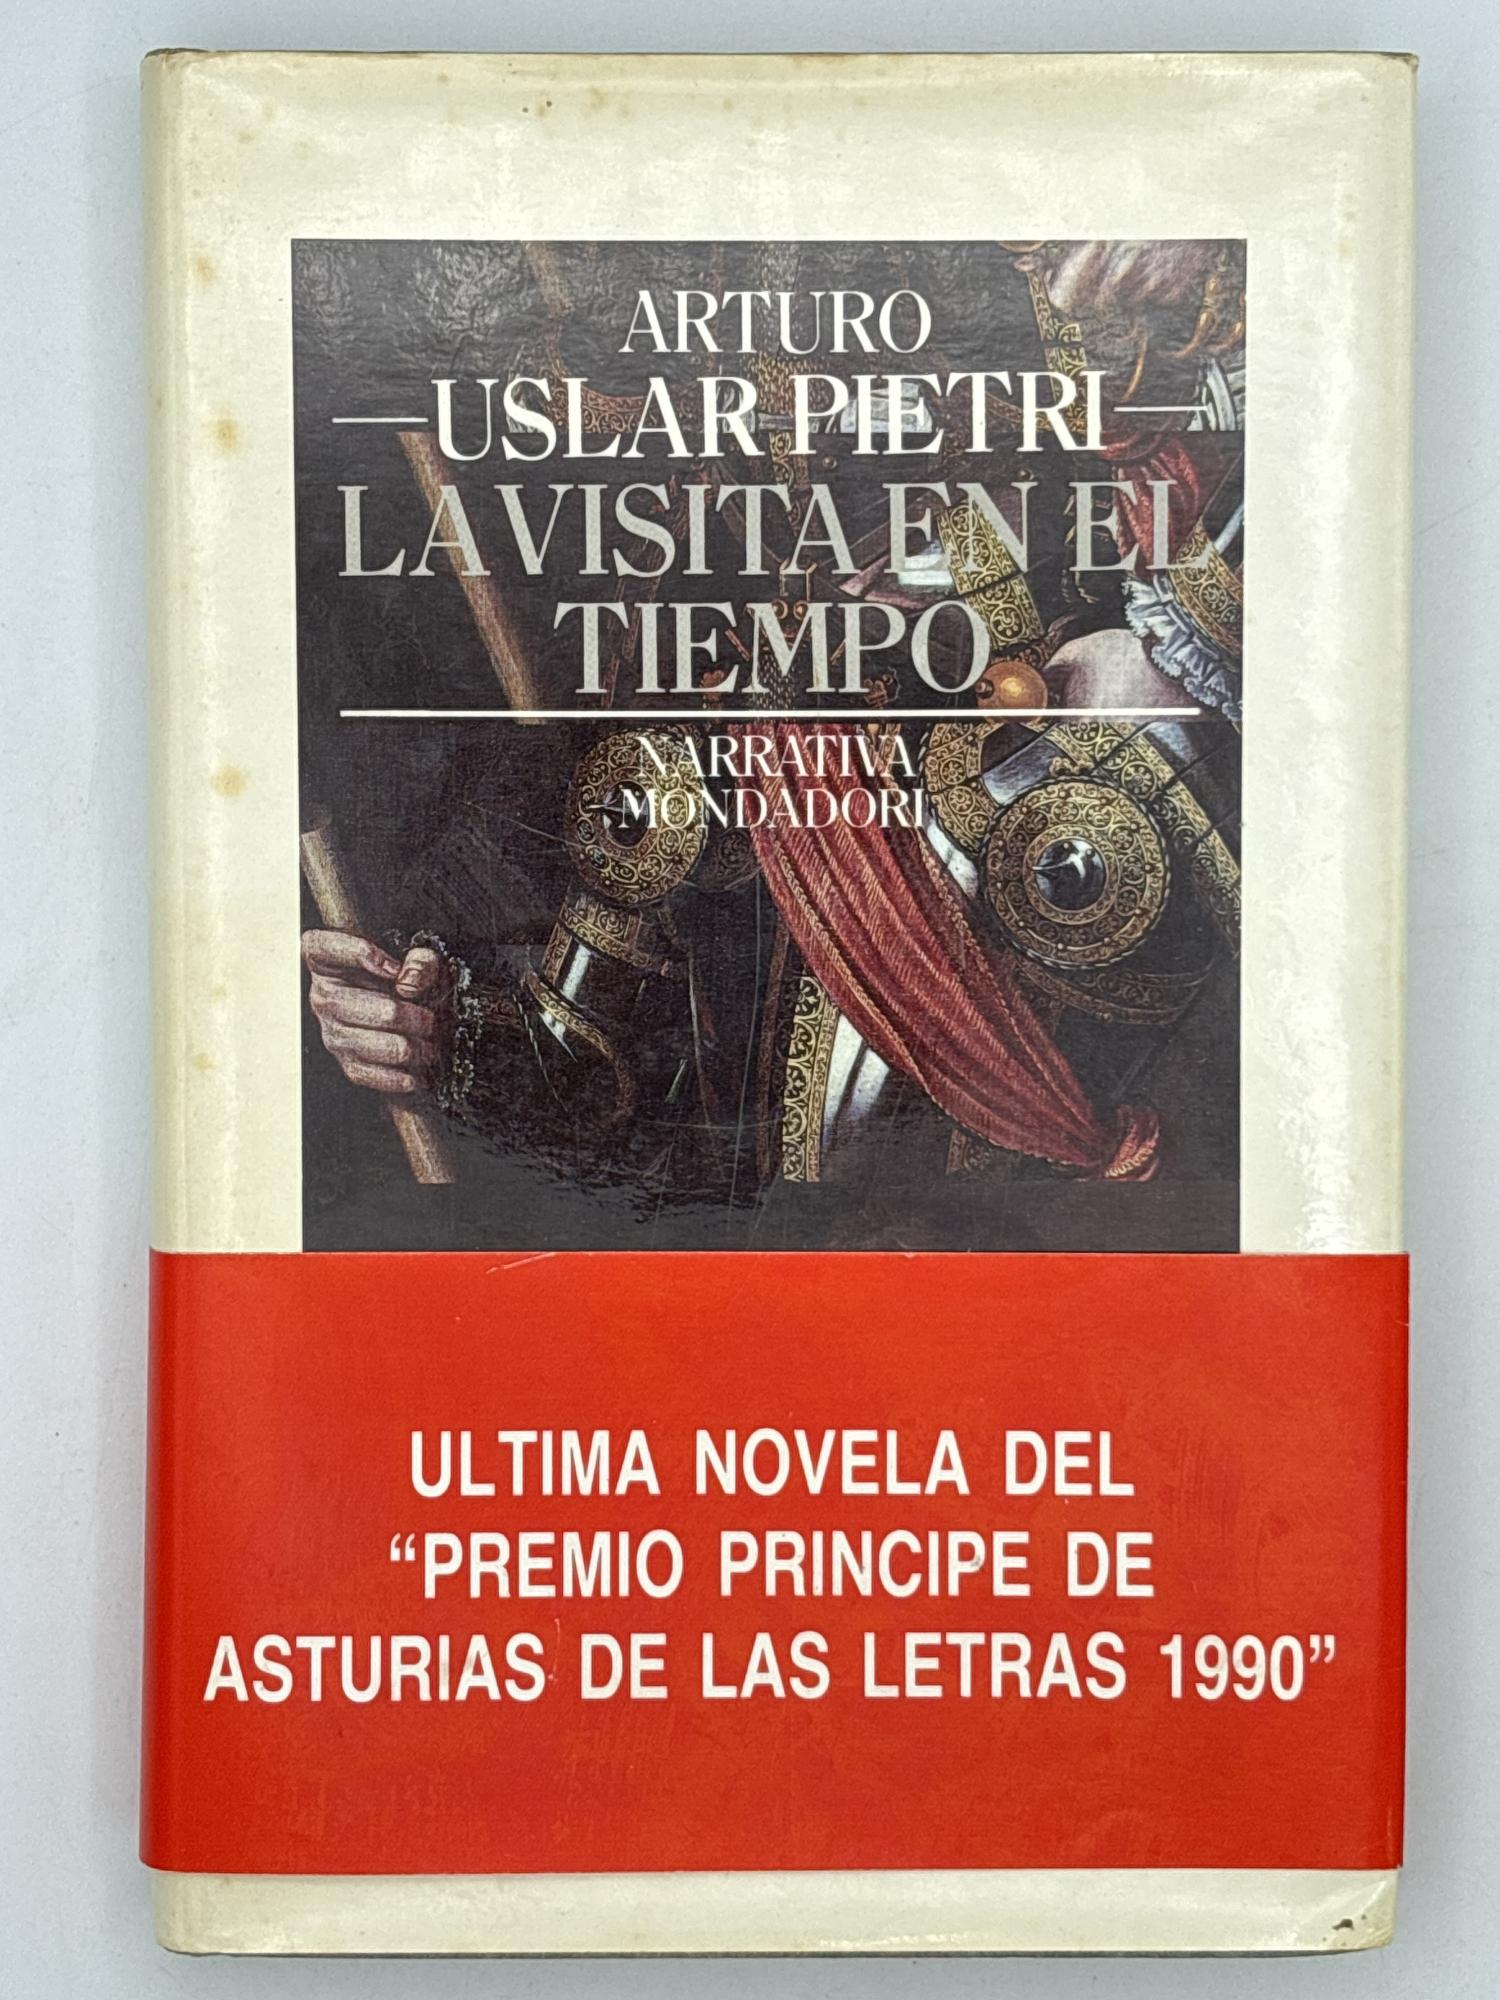 ARTURO
USLAR PIETRI
LA VISITA EN EL
TIEMPO
NARRATIVA
MONDADORI
ULTIMA NOVELA DEL
“PREMIO PRINCIPE DE
ASTURIAS DE LAS LETRAS 1990”